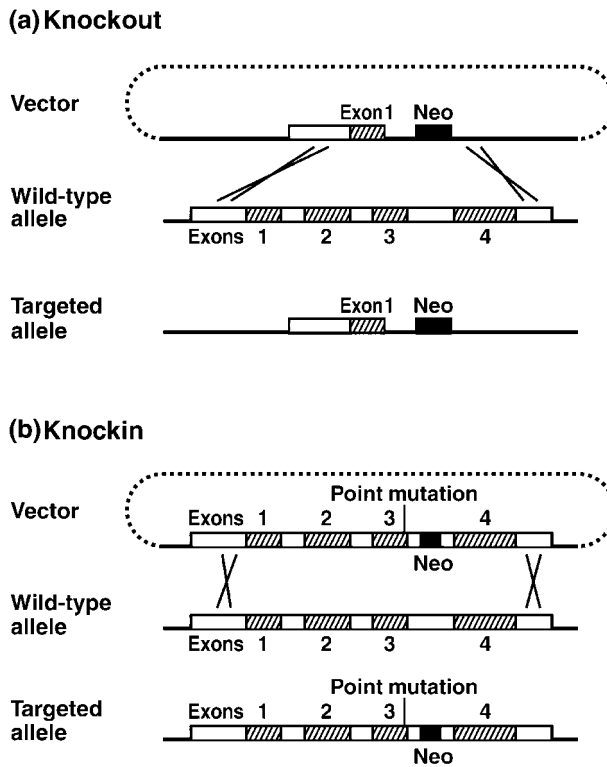 (a) Knockout
Vector
Exon1 Neo
Wild-type
allele
Exons 1 2 3 4
Targeted
allele
Exon1 Neo
(b) Knockin
Vector
Point mutation
Exons 1 2 3 4
Neo
Wild-type
allele
Exons 1 2 3 4
Targeted
allele
Point mutation
Exons 1 2 3 4
Neo